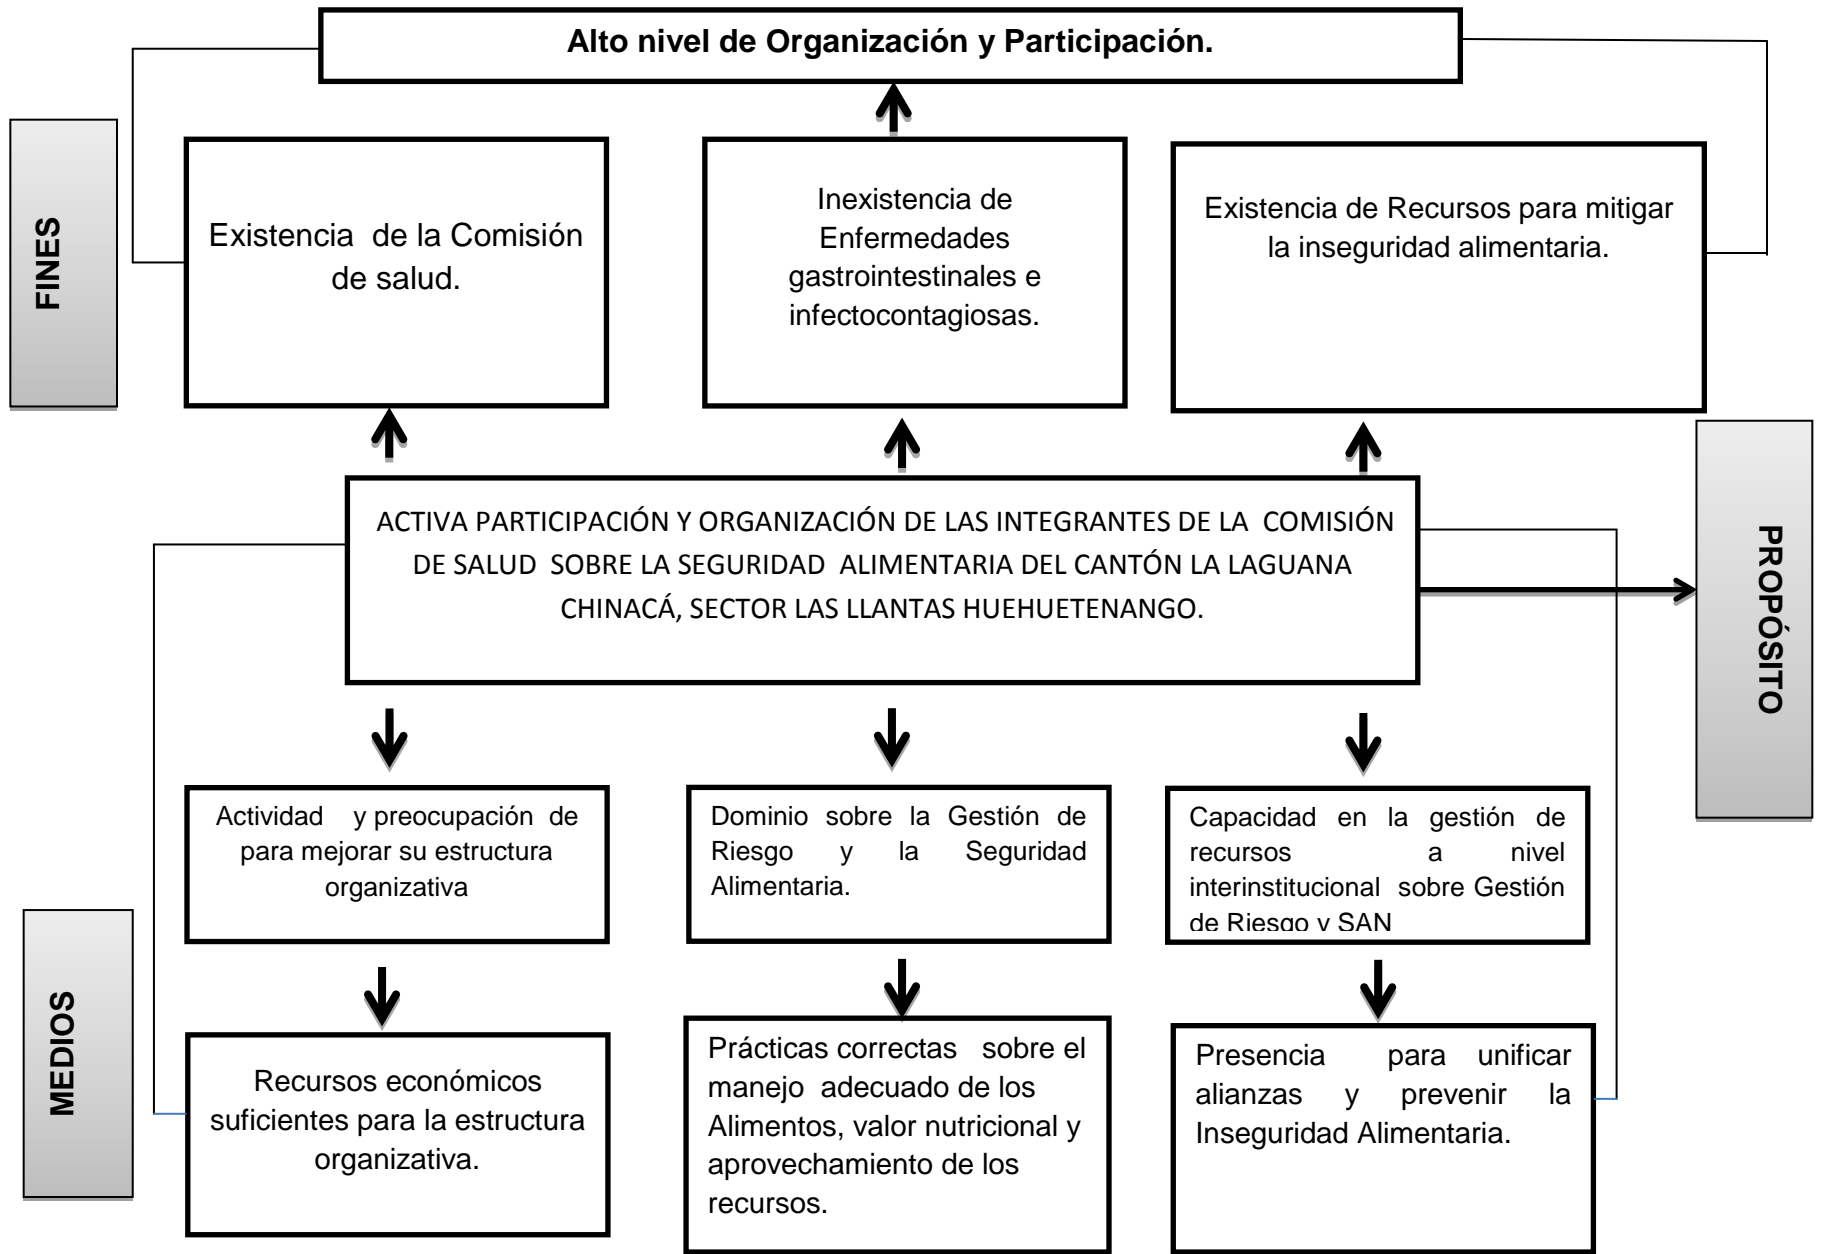 Alto nivel de Organización y Participación.
FINES
Existencia de la Comisión
de salud.
Inexistencia de
Enfermedades
gastrointestinales e
infectocontagiosas.
Existencia de Recursos para mitigar
la inseguridad alimentaria.
ACTIVA PARTICIPACIÓN Y ORGANIZACIÓN DE LAS INTEGRANTES DE LA COMISIÓN
DE SALUD SOBRE LA SEGURIDAD ALIMENTARIA DEL CANTÓN LA LAGUANA
CHINACÁ, SECTOR LAS LLANTAS HUEHUETENANGO.
PROPÓSITO
Actividad y preocupación de
para mejorar su estructura
organizativa
Dominio sobre la Gestión de
Riesgo y la Seguridad
Alimentaria.
Capacidad en la gestión de
recursos a nivel
interinstitucional sobre Gestión
de Riesgo y SAN
MEDIOS
Recursos económicos
suficientes para la estructura
organizativa.
Prácticas correctas sobre el
manejo adecuado de los
Alimentos, valor nutricional y
aprovechamiento de los
recursos.
Presencia para unificar
alianzas y prevenir la
Inseguridad Alimentaria.